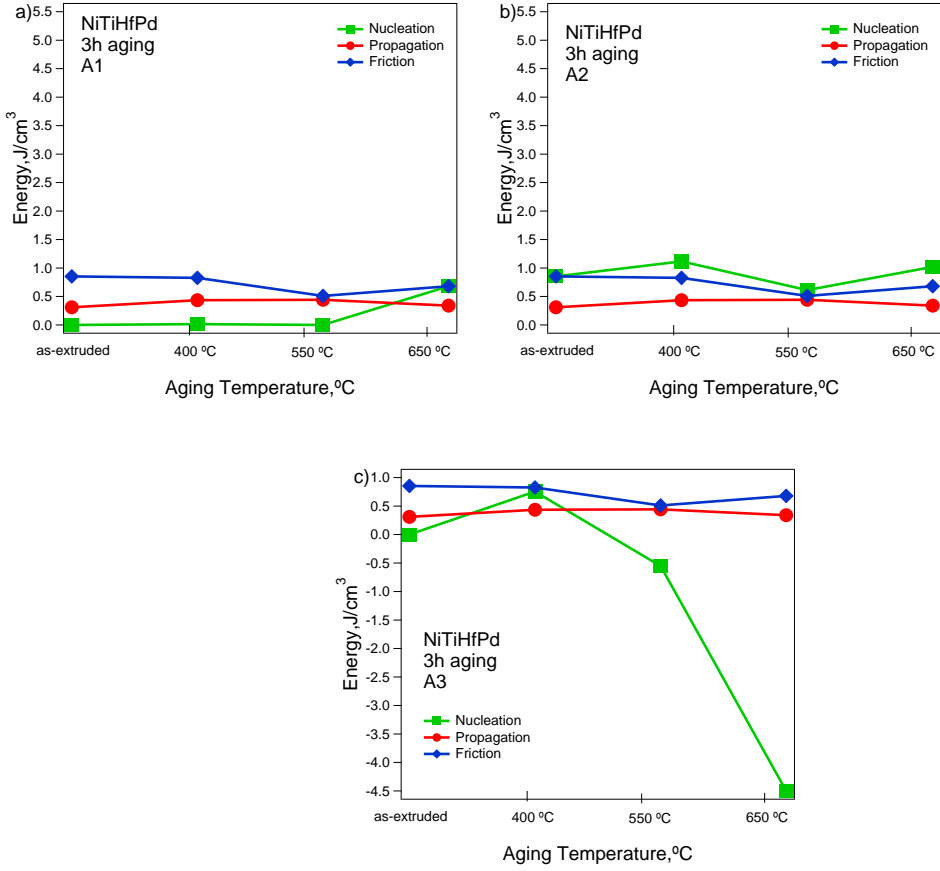 a)
NiTiHfPd
3h aging
A1
Nucleation
Propagation
Friction
5.5
5.0
4.5
4.0
3.5
3.0
2.5
2.0
1.5
1.0
0.5
0.0
Energy,J/cm³
as-extruded 400 ºC 550 ºC 650 ºC
Aging Temperature,ºC
b)
NiTiHfPd
3h aging
A2
Nucleation
Propagation
Friction
5.5
5.0
4.5
4.0
3.5
3.0
2.5
2.0
1.5
1.0
0.5
0.0
Energy,J/cm³
as-extruded 400 ºC 550 ºC 650 ºC
Aging Temperature,ºC
c)
1.0
0.5
0.0
-0.5
-1.0
-1.5
-2.0
-2.5
-3.0
-3.5
-4.0
-4.5
Energy,J/cm³
NiTiHfPd
3h aging
A3
Nucleation
Propagation
Friction
as-extruded 400 ºC 550 ºC 650 ºC
Aging Temperature,ºC